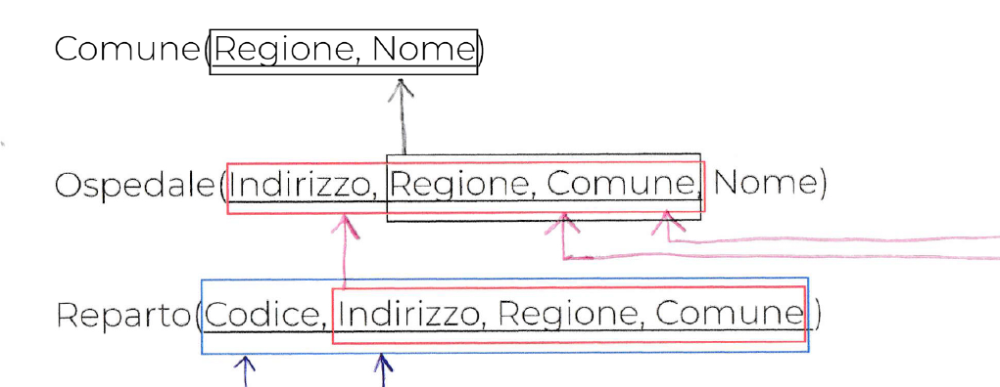 Comune(Regione, Nome)
Ospedale(Indirizzo, Regione, Comune, Nome)
Reparto(Codice, Indirizzo, Regione, Comune)